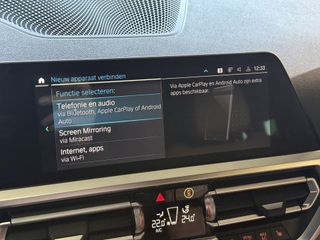 Nieuw apparaat verbinden
12:33
Functie selecteren:
Telefonie en audio
via Bluetooth, Apple CarPlay of Android
Auto
Screen Mirroring
via Miracast
Internet, apps
via Wi-Fi
Via Apple CarPlay en Android Auto zijn extra
apps beschikbaar.
22.0
24.0
A/C